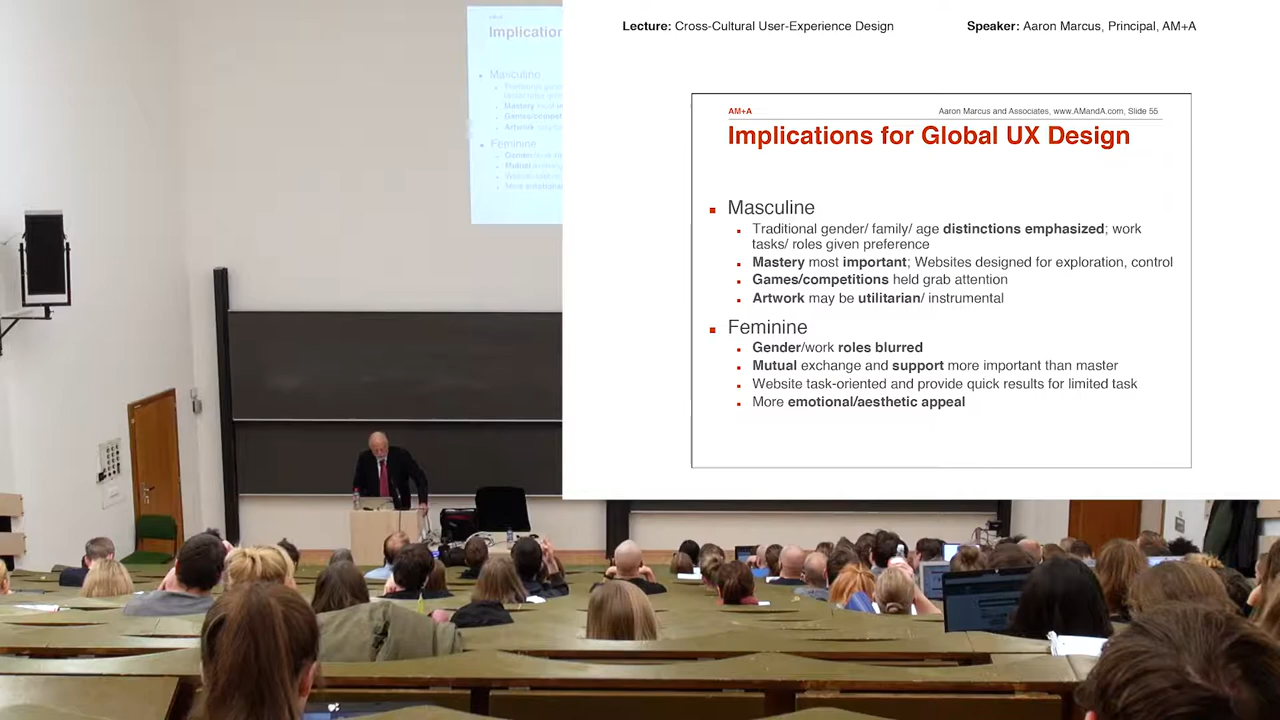 Lecture: Cross-Cultural User-Experience Design
Speaker: Aaron Marcus, Principal, AM+A
AM+A
Aaron Marcus and Associates, www.AMandA.com, Slide 55
Implications for Global UX Design
Masculine
Traditional gender/ family/ age distinctions emphasized; work
tasks/ roles given preference
Mastery most important; Websites designed for exploration, control
Games/competitions held grab attention
Artwork may be utilitarian/ instrumental
Feminine
Gender/work roles blurred
Mutual exchange and support more important than master
Website task-oriented and provide quick results for limited task
More emotional/aesthetic appeal
Masculine
Mastery most
Feminine